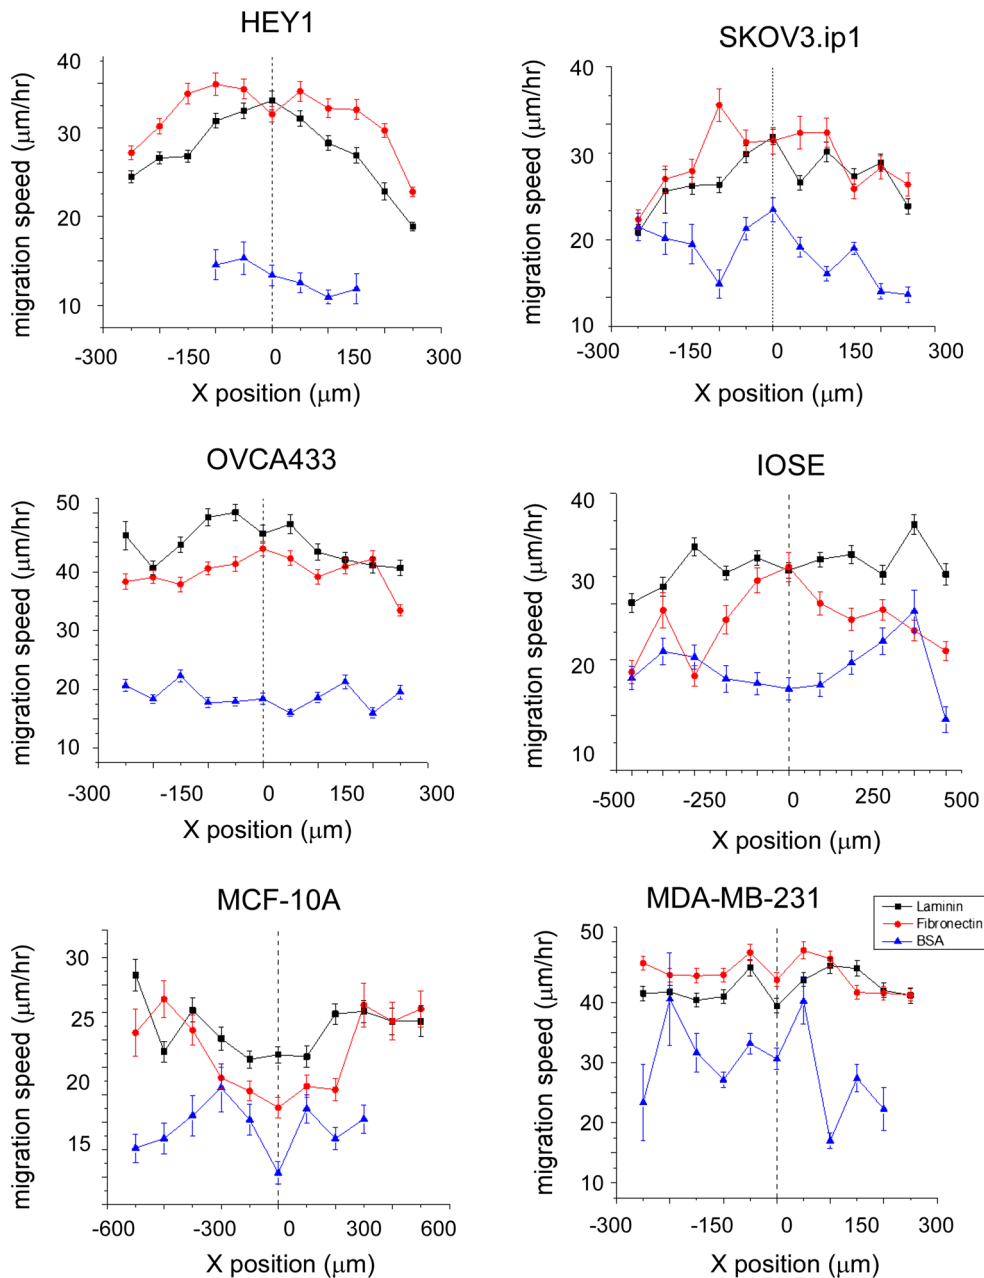 HEY1
migration speed (μm/hr)
40
30
20
10
-300
-150
0
150
300
X position (μm)
SKOV3.ip1
migration speed (μm/hr)
40
30
20
10
-300
-150
0
150
300
X position (μm)
OVCA433
migration speed (μm/hr)
50
40
30
20
10
-300
-150
0
150
300
X position (μm)
IOSE
migration speed (μm/hr)
40
30
20
10
-500
-250
0
250
500
X position (μm)
MCF-10A
migration speed (μm/hr)
30
25
20
15
-600
-300
0
300
600
X position (μm)
MDA-MB-231
Laminin
Fibronectin
BSA
migration speed (μm/hr)
50
40
30
20
10
-300
-150
0
150
300
X position (μm)